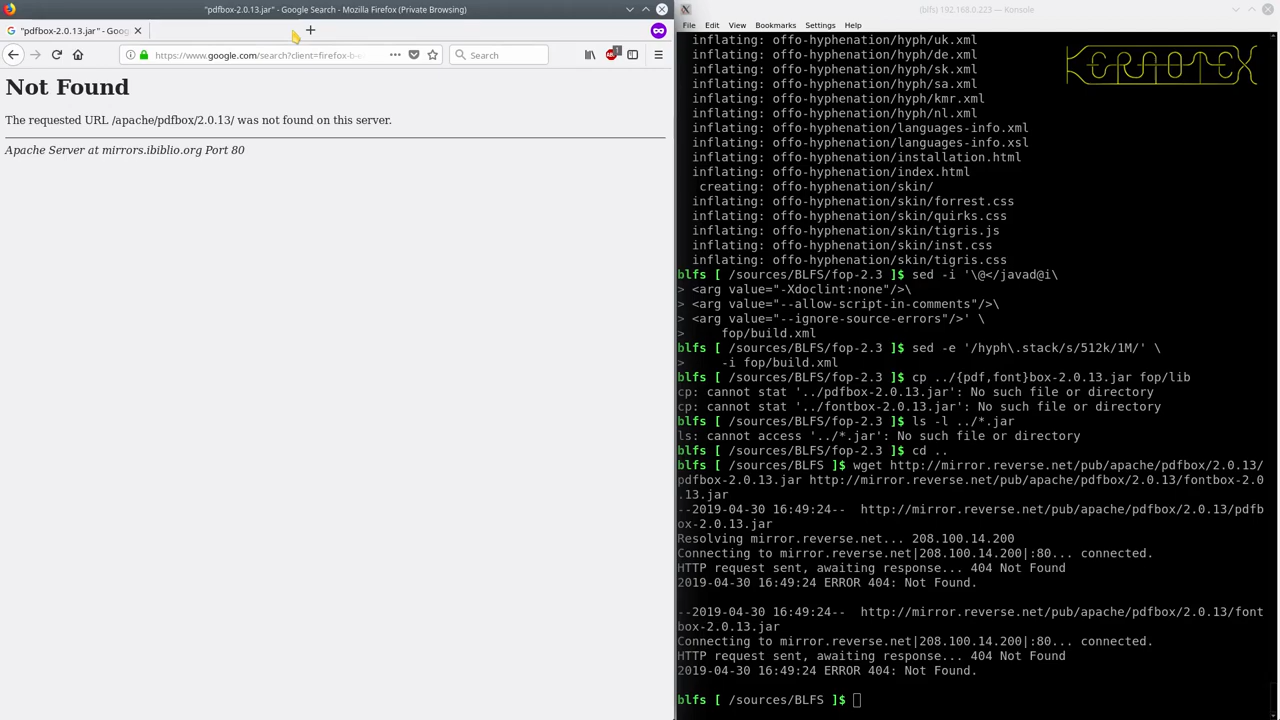 "pdfbox-2.0.13.jar" - Google Search - Mozilla Firefox (Private Browsing)
"pdfbox-2.0.13.jar" - Goog
https://www.google.com/search?client=firefox-b-
Search
1
Not Found
The requested URL /apache/pdfbox/2.0.13/ was not found on this server.
Apache Server at mirrors.ibiblio.org Port 80
(blfs) 192.168.0.223 — Konsole
File Edit View Bookmarks Settings Help
KERAOTEX
inflating: offo-hyphenation/hyph/uk.xml
inflating: offo-hyphenation/hyph/de.xml
inflating: offo-hyphenation/hyph/sk.xml
inflating: offo-hyphenation/hyph/sa.xml
inflating: offo-hyphenation/hyph/kmr.xml
inflating: offo-hyphenation/hyph/nl.xml
inflating: offo-hyphenation/languages-info.xml
inflating: offo-hyphenation/languages-info.xsl
inflating: offo-hyphenation/installation.html
inflating: offo-hyphenation/index.html
creating: offo-hyphenation/skin/
inflating: offo-hyphenation/skin/forrest.css
inflating: offo-hyphenation/skin/quirks.css
inflating: offo-hyphenation/skin/tigris.js
inflating: offo-hyphenation/skin/inst.css
inflating: offo-hyphenation/skin/tigris.css
blfs [ /sources/BLFS/fop-2.3 ]$ sed -i '\@</javad@i\
> <arg value="-Xdoclint:none"/>\
> <arg value="--allow-script-in-comments"/>\
> <arg value="--ignore-source-errors"/>' \
>     fop/build.xml
blfs [ /sources/BLFS/fop-2.3 ]$ sed -e '/hyph\.stack/s/512k/1M/' \
>     -i fop/build.xml
blfs [ /sources/BLFS/fop-2.3 ]$ cp ../{pdf,font}box-2.0.13.jar fop/lib
cp: cannot stat '../pdfbox-2.0.13.jar': No such file or directory
cp: cannot stat '../fontbox-2.0.13.jar': No such file or directory
blfs [ /sources/BLFS/fop-2.3 ]$ ls -l ../*.jar
ls: cannot access '../*.jar': No such file or directory
blfs [ /sources/BLFS/fop-2.3 ]$ cd ..
blfs [ /sources/BLFS ]$ wget http://mirror.reverse.net/pub/apache/pdfbox/2.0.13/
pdfbox-2.0.13.jar http://mirror.reverse.net/pub/apache/pdfbox/2.0.13/fontbox-2.0
.13.jar
--2019-04-30 16:49:24--  http://mirror.reverse.net/pub/apache/pdfbox/2.0.13/pdfb
ox-2.0.13.jar
Resolving mirror.reverse.net... 208.100.14.200
Connecting to mirror.reverse.net|208.100.14.200|:80... connected.
HTTP request sent, awaiting response... 404 Not Found
2019-04-30 16:49:24 ERROR 404: Not Found.
--2019-04-30 16:49:24--  http://mirror.reverse.net/pub/apache/pdfbox/2.0.13/font
box-2.0.13.jar
Connecting to mirror.reverse.net|208.100.14.200|:80... connected.
HTTP request sent, awaiting response... 404 Not Found
2019-04-30 16:49:24 ERROR 404: Not Found.
blfs [ /sources/BLFS ]$